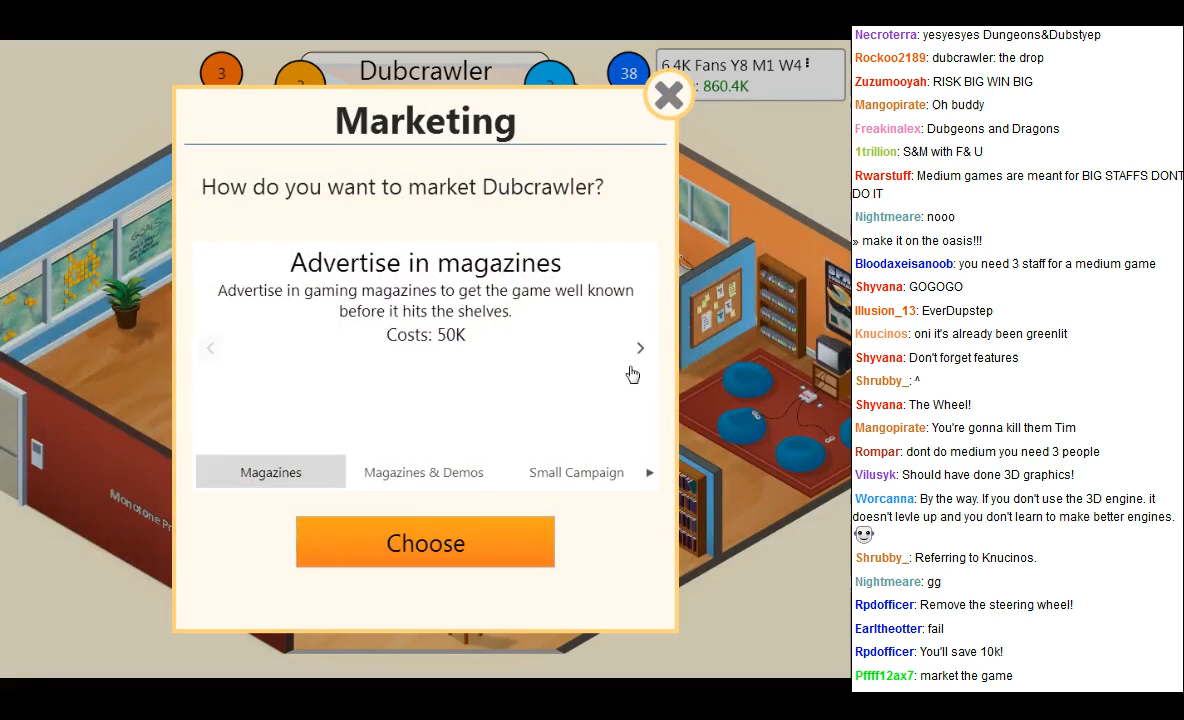 3
Dubcrawler
38
6.4K Fans Y8 M1 W4
: 860.4K
Marketing
How do you want to market Dubcrawler?
Advertise in magazines
Advertise in gaming magazines to get the game well known
before it hits the shelves.
Costs: 50K
Magazines
Magazines & Demos
Small Campaign
Choose
GOALS
Monotone Pr
Necroterra: yesyesyes Dungeons&Dubstyep
Rockoo2189: dubcrawler: the drop
Zuzumooyah: RISK BIG WIN BIG
Mangopirate: Oh buddy
Freakinalex: Dubgeons and Dragons
1trillion: S&M with F& U
Rwarstuff: Medium games are meant for BIG STAFFS DONT
DO IT
Nightmeare: nooo
» make it on the oasis!!!
Bloodaxeisanoob: you need 3 staff for a medium game
Shyvana: GOGOGO
Illusion_13: EverDupstep
Knucinos: oni it's already been greenlit
Shyvana: Don't forget features
Shrubby_: ^
Shyvana: The Wheel!
Mangopirate: You're gonna kill them Tim
Rompar: dont do medium you need 3 people
Vilusyk: Should have done 3D graphics!
Worcanna: By the way. If you don't use the 3D engine. it
doesn't levle up and you don't learn to make better engines.
Shrubby_: Referring to Knucinos.
Nightmeare: gg
Rpdofficer: Remove the steering wheel!
Earltheotter: fail
Rpdofficer: You'll save 10k!
Pffff12ax7: market the game